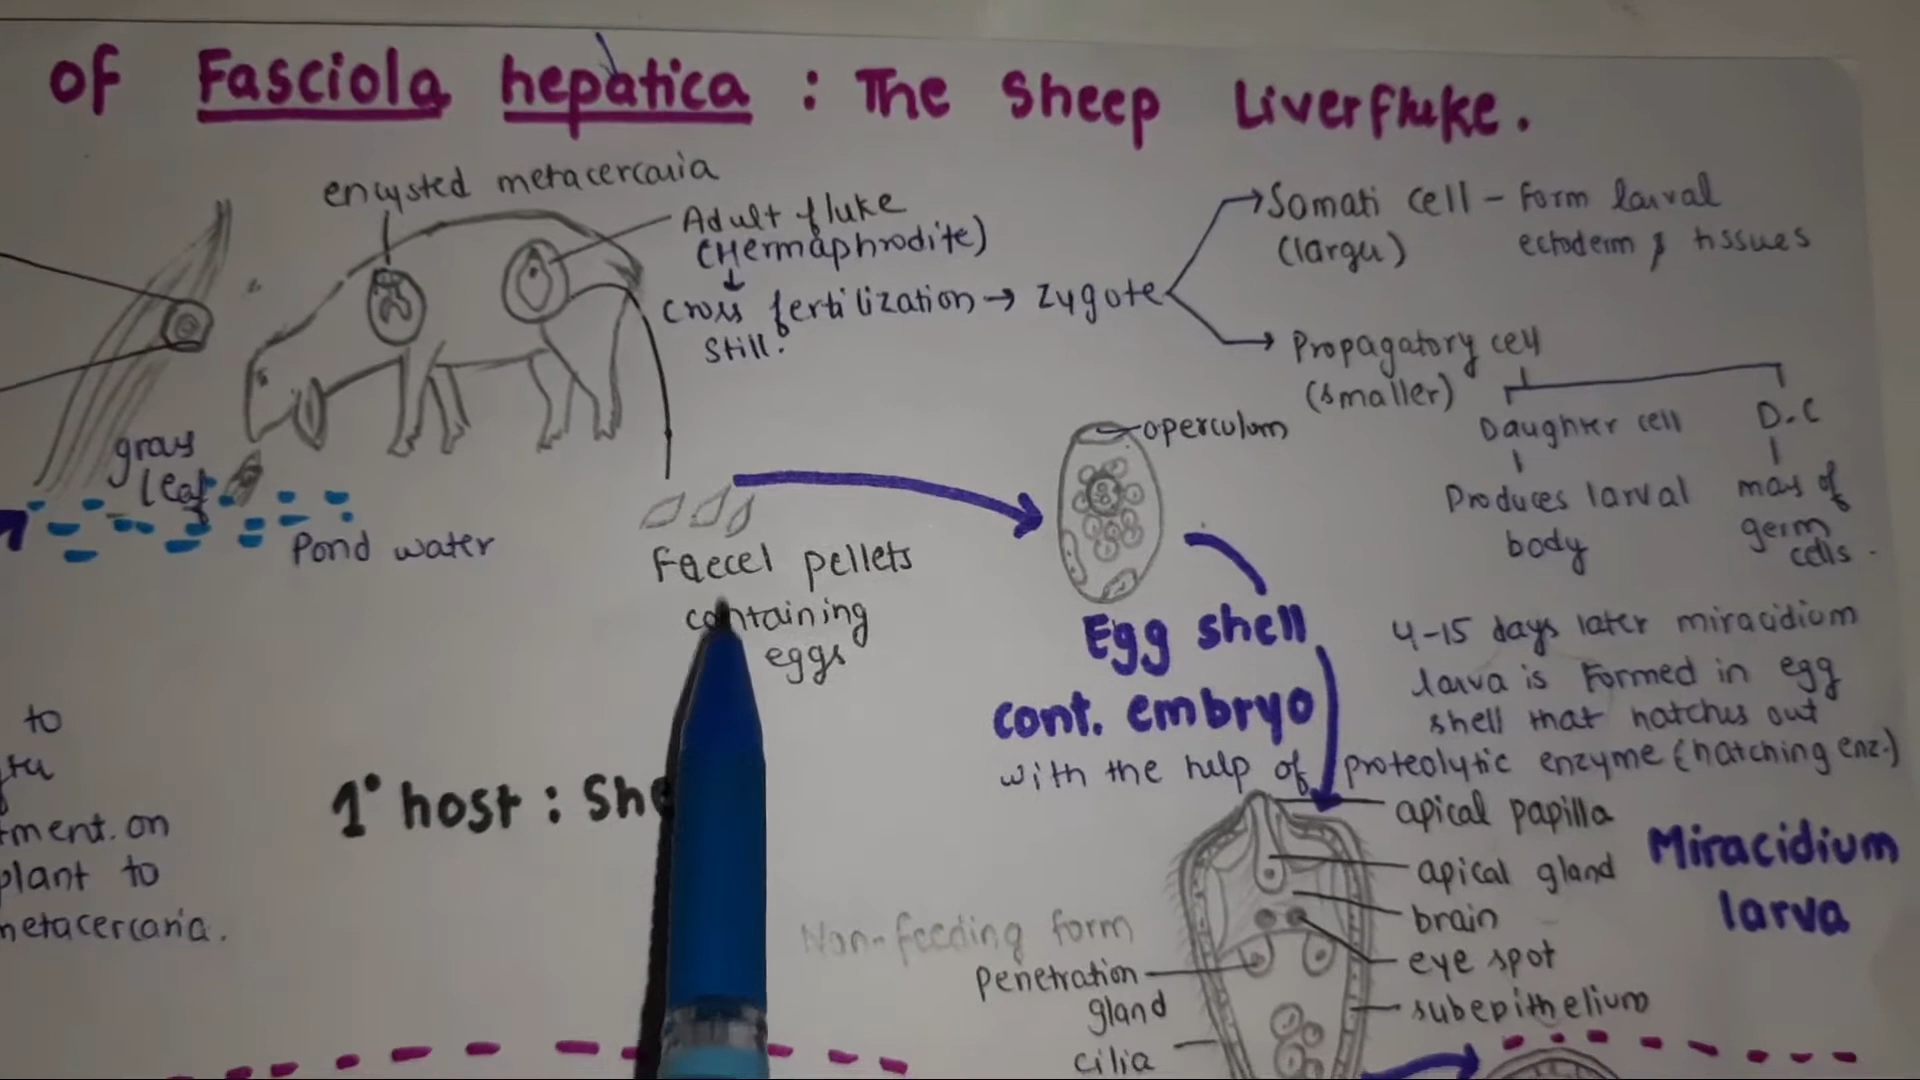 of Fasciola hepatica : The Sheep Liverfluke.
encysted metacercaria
Adult fluke
(Hermaphrodite)
Cross fertilization → Zygote
still.
Somati cell - form larval
(larger) ectoderm & tissues
Propagatory cell
(smaller)
Daughter cell D.C
Produces larval body
mass of germ cells.
operculum
grass leaf
Pond water
Faecel pellets
containing
eggs
Egg shell
cont. embryo
4-15 days later miracidium
larva is formed in egg
shell that hatches out
with the help of proteolytic enzyme (hatching enz.)
to
tment. on
plant to
metacercaria.
1° host :
apical papilla
apical gland
brain
eye spot
subepithelium
Miracidium
larva
Non-feeding form
Penetration
gland
cilia